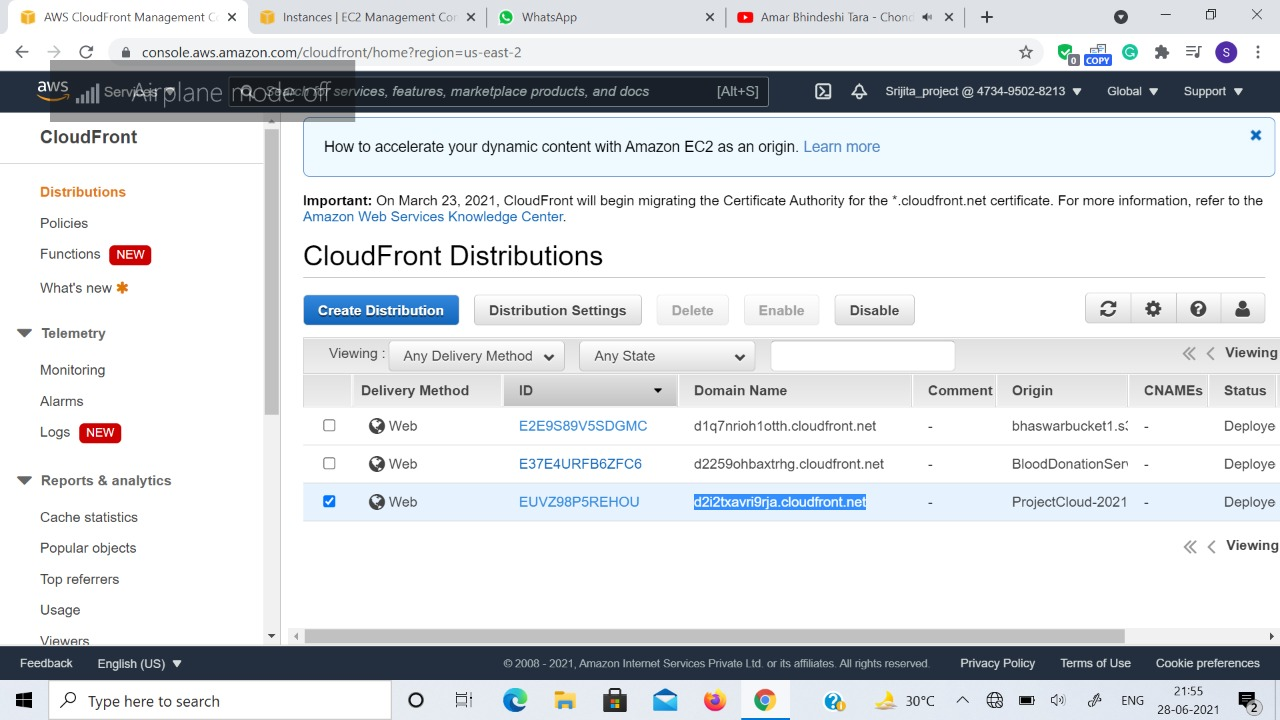 AWS CloudFront Management C
Instances | EC2 Management Co
WhatsApp
Amar Bhindeshi Tara - Chond
console.aws.amazon.com/cloudfront/home?region=us-east-2
0
COPY
S
aws
Services
Airplane mode off
Search for services, features, marketplace products, and docs
[Alt+S]
Srijita_project @ 4734-9502-8213
Global
Support
CloudFront
Distributions
Policies
Functions NEW
What's new
Telemetry
Monitoring
Alarms
Logs NEW
Reports & analytics
Cache statistics
Popular objects
Top referrers
Usage
Viewers
How to accelerate your dynamic content with Amazon EC2 as an origin. Learn more
Important: On March 23, 2021, CloudFront will begin migrating the Certificate Authority for the *.cloudfront.net certificate. For more information, refer to the
Amazon Web Services Knowledge Center.
CloudFront Distributions
Create Distribution Distribution Settings Delete Enable Disable
Viewing : Any Delivery Method Any State Viewing
Delivery Method ID Domain Name Comment Origin CNAMEs Status
Web E2E9S89V5SDGMC d1q7nrioh1otth.cloudfront.net - bhaswarbucket1.s3 - Deploye
Web E37E4URFB6ZFC6 d2259ohbaxtrhg.cloudfront.net - BloodDonationSer - Deploye
Web EUVZ98P5REHOU d2i2txavri9rja.cloudfront.net - ProjectCloud-2021 - Deploye
Viewing
Feedback English (US) © 2008 - 2021, Amazon Internet Services Private Ltd. or its affiliates. All rights reserved. Privacy Policy Terms of Use Cookie preferences
Type here to search
30°C
ENG
21:55
28-06-2021
2